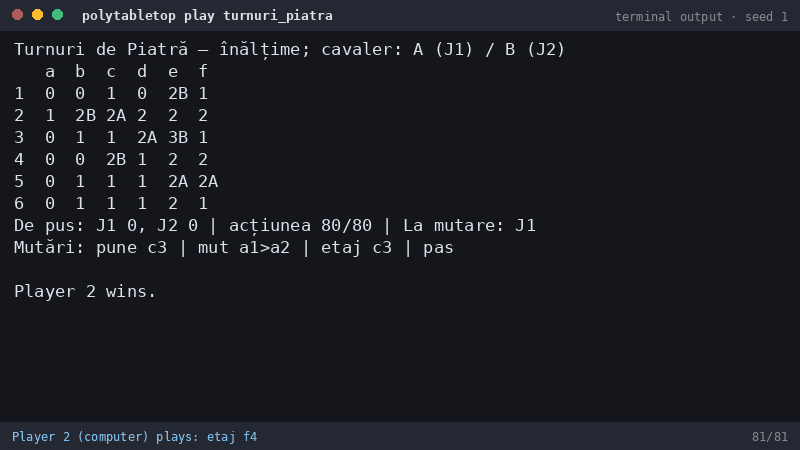 polytabletop play turnuri_piatra
terminal output · seed 1
Turnuri de Piatră — înălțime; cavaler: A (J1) / B (J2)
   a  b  c  d  e  f
1  0  0  1  0  2B 1
2  1  2B 2A 2  2  2
3  0  1  1  2A 3B 1
4  0  0  2B 1  2  2
5  0  1  1  1  2A 2A
6  0  1  1  1  2  1
De pus: J1 0, J2 0 | acțiunea 80/80 | La mutare: J1
Mutări: pune c3 | mut a1>a2 | etaj c3 | pas
Player 2 wins.
Player 2 (computer) plays: etaj f4
81/81